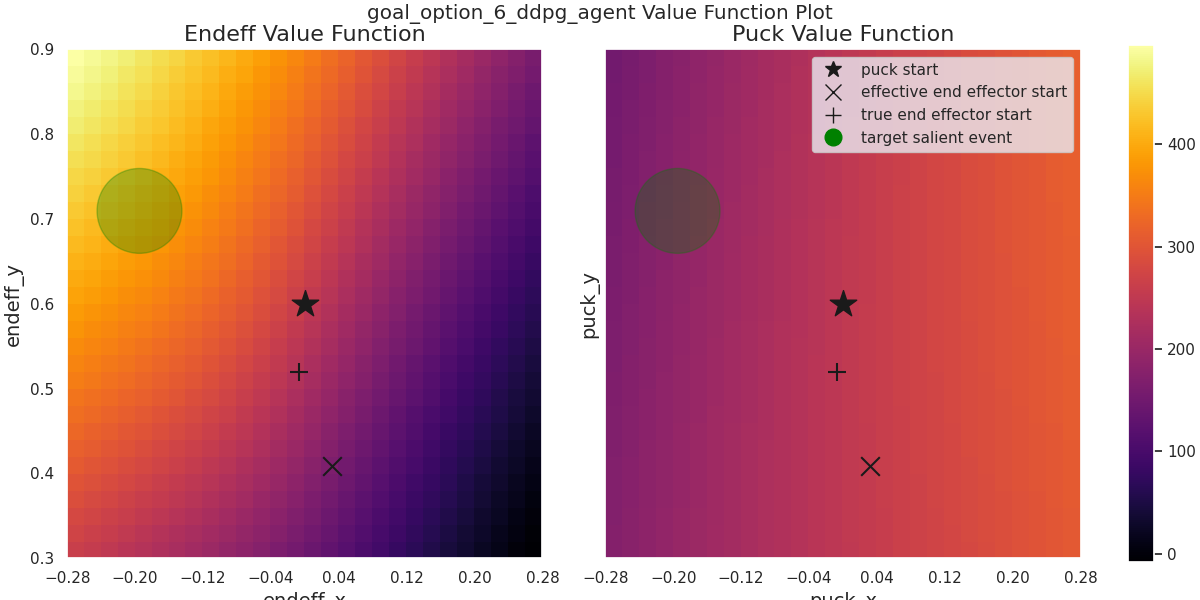 goal_option_6_ddpg_agent Value Function Plot
Endeff Value Function
Puck Value Function
0.9
0.8
0.7
0.6
0.5
0.4
0.3
endeff_y
−0.28 −0.20 −0.12 −0.04 0.04 0.12 0.20 0.28
endeff_x
puck_y
puck start
effective end effector start
true end effector start
target salient event
−0.28 −0.20 −0.12 −0.04 0.04 0.12 0.20 0.28
puck_x
400
300
200
100
0